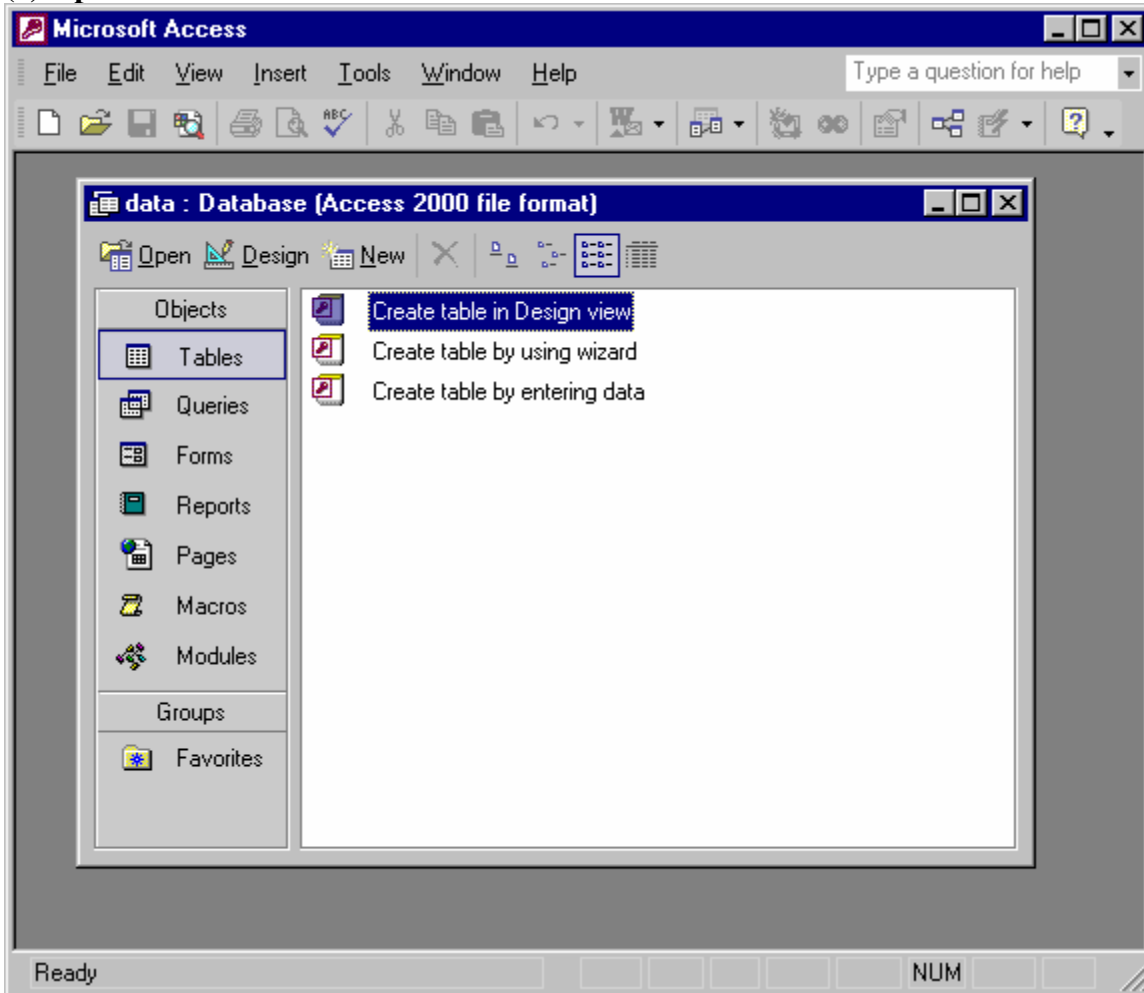 Microsoft Access
File Edit View Insert Tools Window Help Type a question for help
ABC
data : Database (Access 2000 file format)
Open Design New
Objects
Tables
Queries
Forms
Reports
Pages
Macros
Modules
Groups
Favorites
Create table in Design view
Create table by using wizard
Create table by entering data
Ready NUM